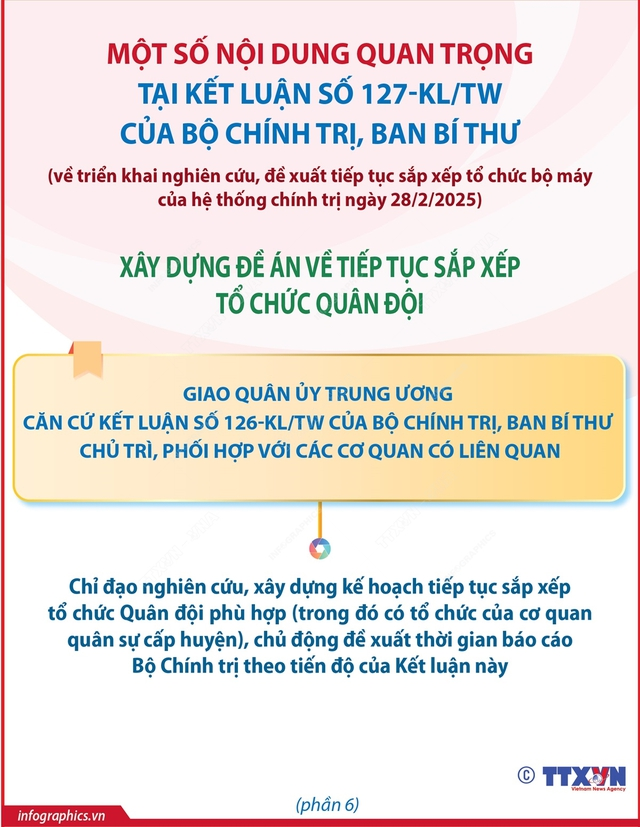 MỘT SỐ NỘI DUNG QUAN TRỌNG
TẠI KẾT LUẬN SỐ 127-KL/TW
CỦA BỘ CHÍNH TRỊ, BAN BÍ THƯ
(về triển khai nghiên cứu, đề xuất tiếp tục sắp xếp tổ chức bộ máy
của hệ thống chính trị ngày 28/2/2025)
XÂY DỰNG ĐỀ ÁN VỀ TIẾP TỤC SẮP XẾP
TỔ CHỨC QUÂN ĐỘI
GIAO QUÂN ỦY TRUNG ƯƠNG
CĂN CỨ KẾT LUẬN SỐ 126-KL/TW CỦA BỘ CHÍNH TRỊ, BAN BÍ THƯ
CHỦ TRÌ, PHỐI HỢP VỚI CÁC CƠ QUAN CÓ LIÊN QUAN
Chỉ đạo nghiên cứu, xây dựng kế hoạch tiếp tục sắp xếp
tổ chức Quân đội phù hợp (trong đó có tổ chức của cơ quan
quân sự cấp huyện), chủ động đề xuất thời gian báo cáo
Bộ Chính trị theo tiến độ của Kết luận này
© TTXVN
Vietnam News Agency
infographics.vn
(phần 6)